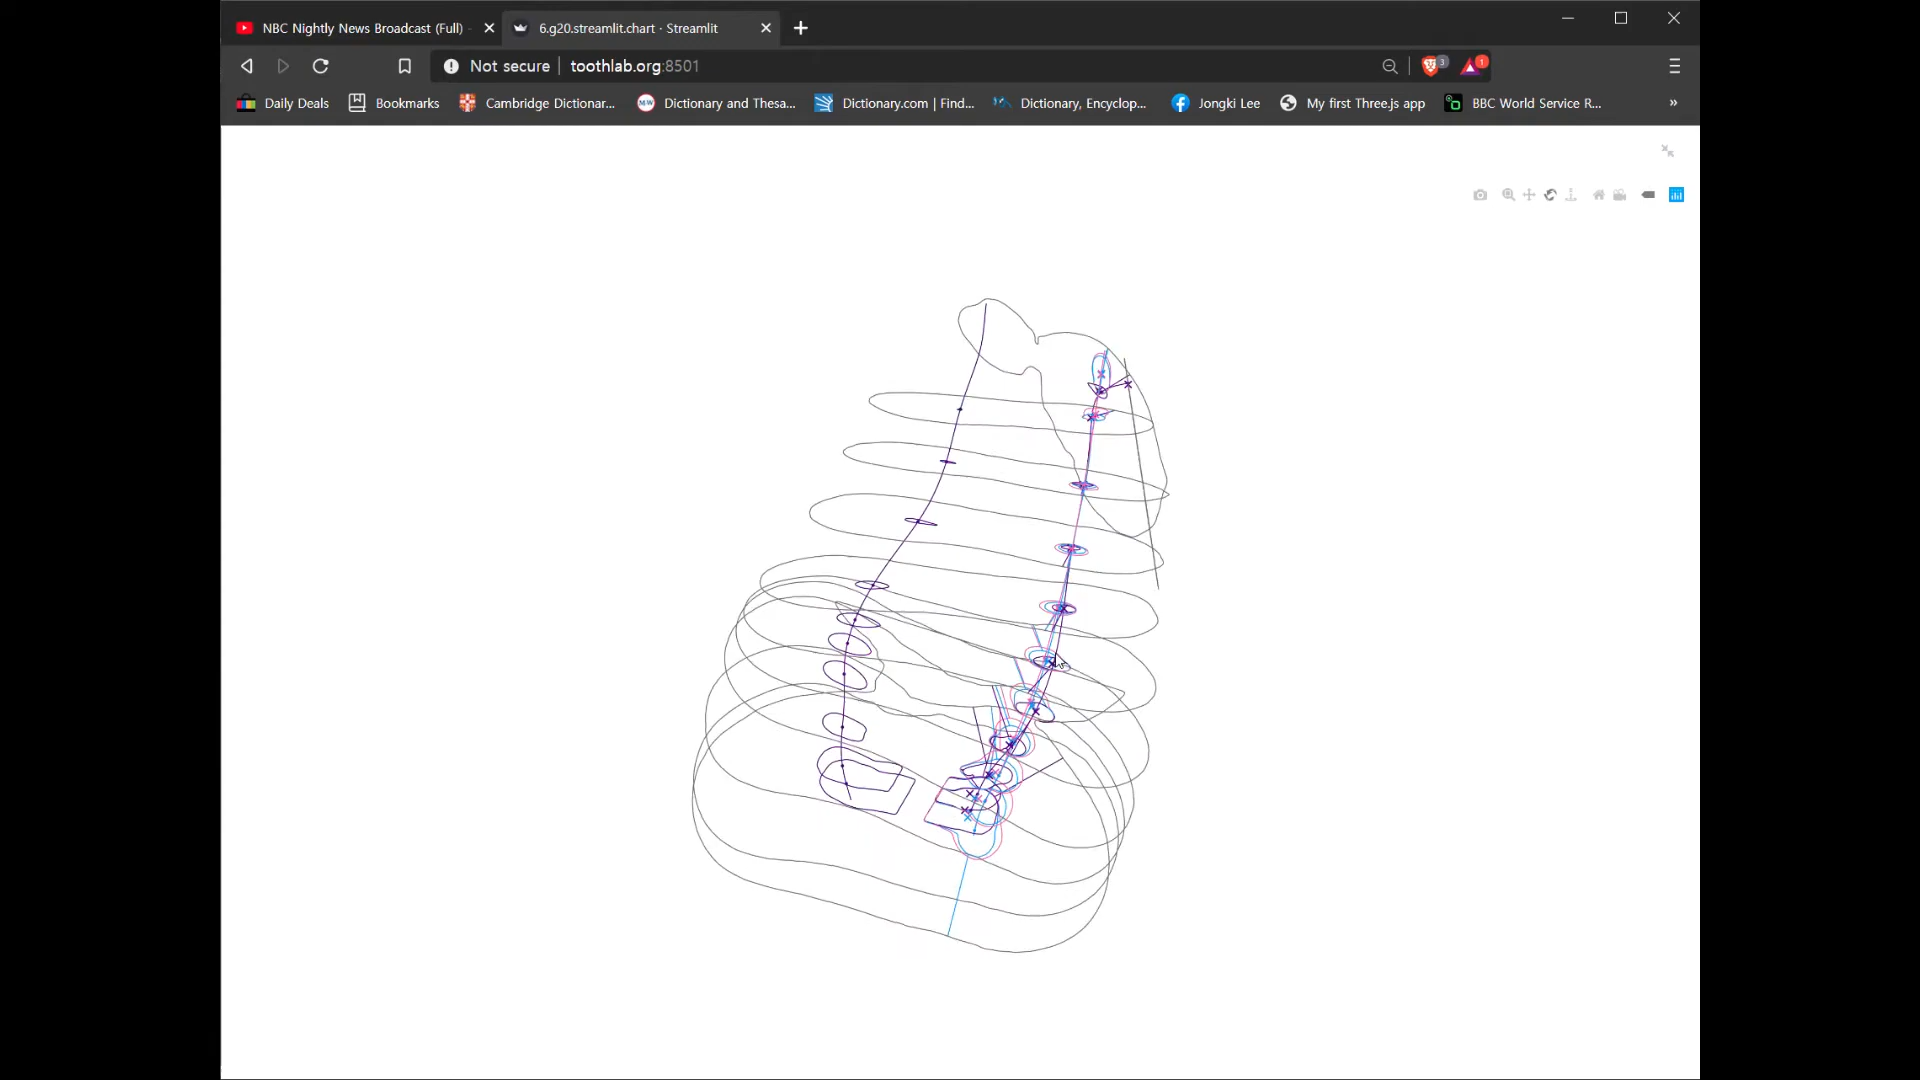 NBC Nightly News Broadcast (Full)
6.g20.streamlit.chart · Streamlit
Not secure
toothlab.org:8501
3
1
Daily Deals
Bookmarks
Cambridge Dictionar...
Dictionary and Thesa...
Dictionary.com | Find...
Dictionary, Encyclop...
Jongki Lee
My first Three.js app
BBC World Service R...
»